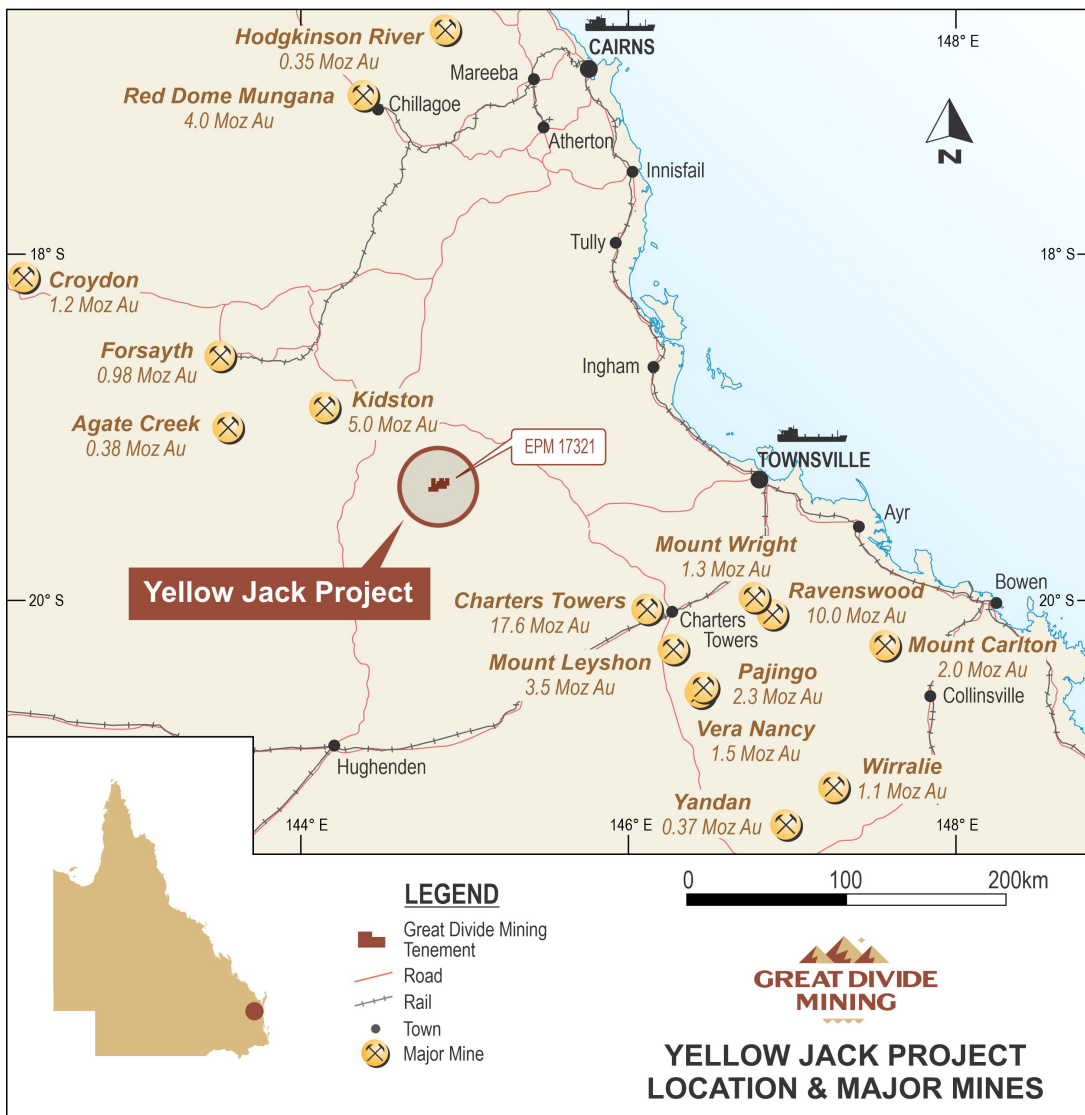 Hodgkinson River
0.35 Moz Au
CAIRNS
148° E
Mareeba
Red Dome Mungana
4.0 Moz Au
Chillagoe
Atherton
N
Innisfail
Tully
18° S
18° S
Croydon
1.2 Moz Au
Forsayth
0.98 Moz Au
Ingham
Kidston
5.0 Moz Au
Agate Creek
0.38 Moz Au
EPM 17321
TOWNSVILLE
Ayr
Mount Wright
1.3 Moz Au
Yellow Jack Project
Bowen
Ravenswood
10.0 Moz Au
20° S
20° S
Charters Towers
17.6 Moz Au
Charters
Towers
Mount Carlton
2.0 Moz Au
Mount Leyshon
3.5 Moz Au
Pajingo
2.3 Moz Au
Collinsville
Vera Nancy
1.5 Moz Au
Hughenden
Wirralie
1.1 Moz Au
Yandan
0.37 Moz Au
144° E
146° E
148° E
0
100
200km
LEGEND
Great Divide Mining
Tenement
Road
Rail
Town
Major Mine
GREAT DIVIDE
MINING
YELLOW JACK PROJECT
LOCATION & MAJOR MINES